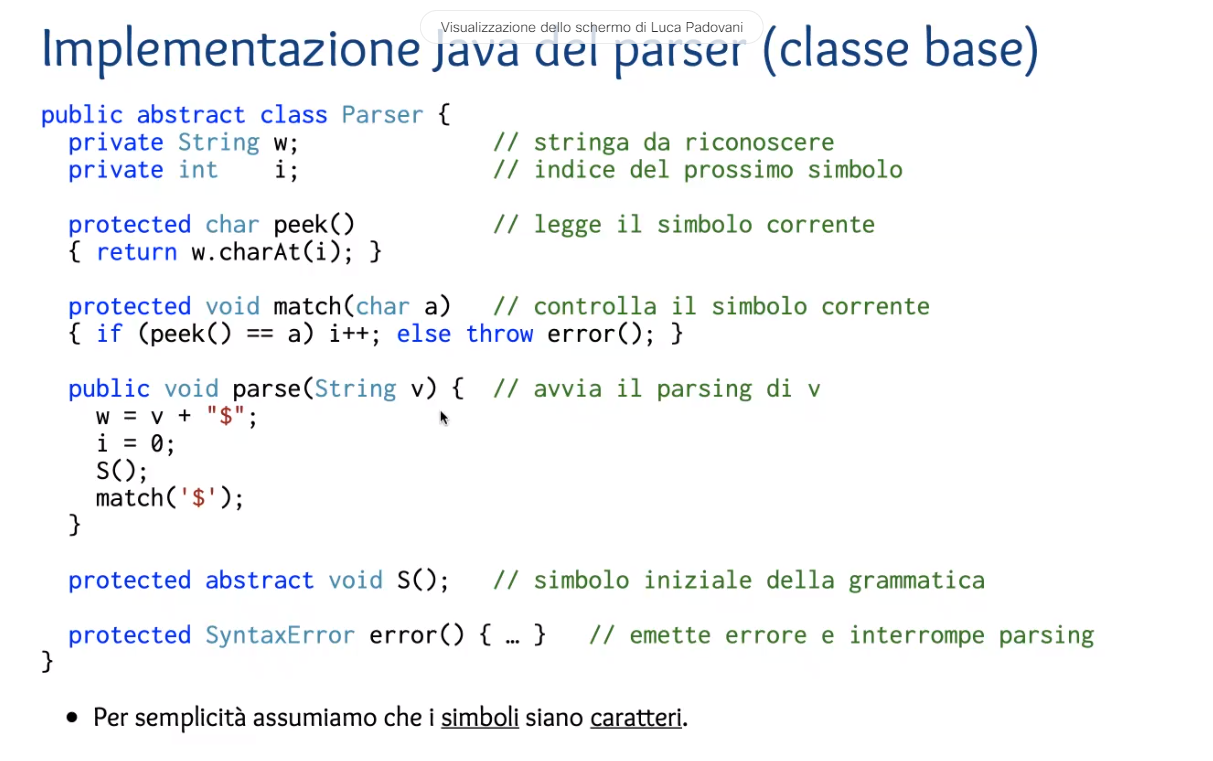 Visualizzazione dello schermo di Luca Padovani
Implementazione Java del parser (classe base)
public abstract class Parser {
private String w; // stringa da riconoscere
private int i; // indice del prossimo simbolo
protected char peek() // legge il simbolo corrente
{ return w.charAt(i); }
protected void match(char a) // controlla il simbolo corrente
{ if (peek() == a) i++; else throw error(); }
public void parse(String v) { // avvia il parsing di v
w = v + "$";
i = 0;
S();
match('$');
}
protected abstract void S(); // simbolo iniziale della grammatica
protected SyntaxError error() { … } // emette errore e interrompe parsing
}
• Per semplicità assumiamo che i simboli siano caratteri.